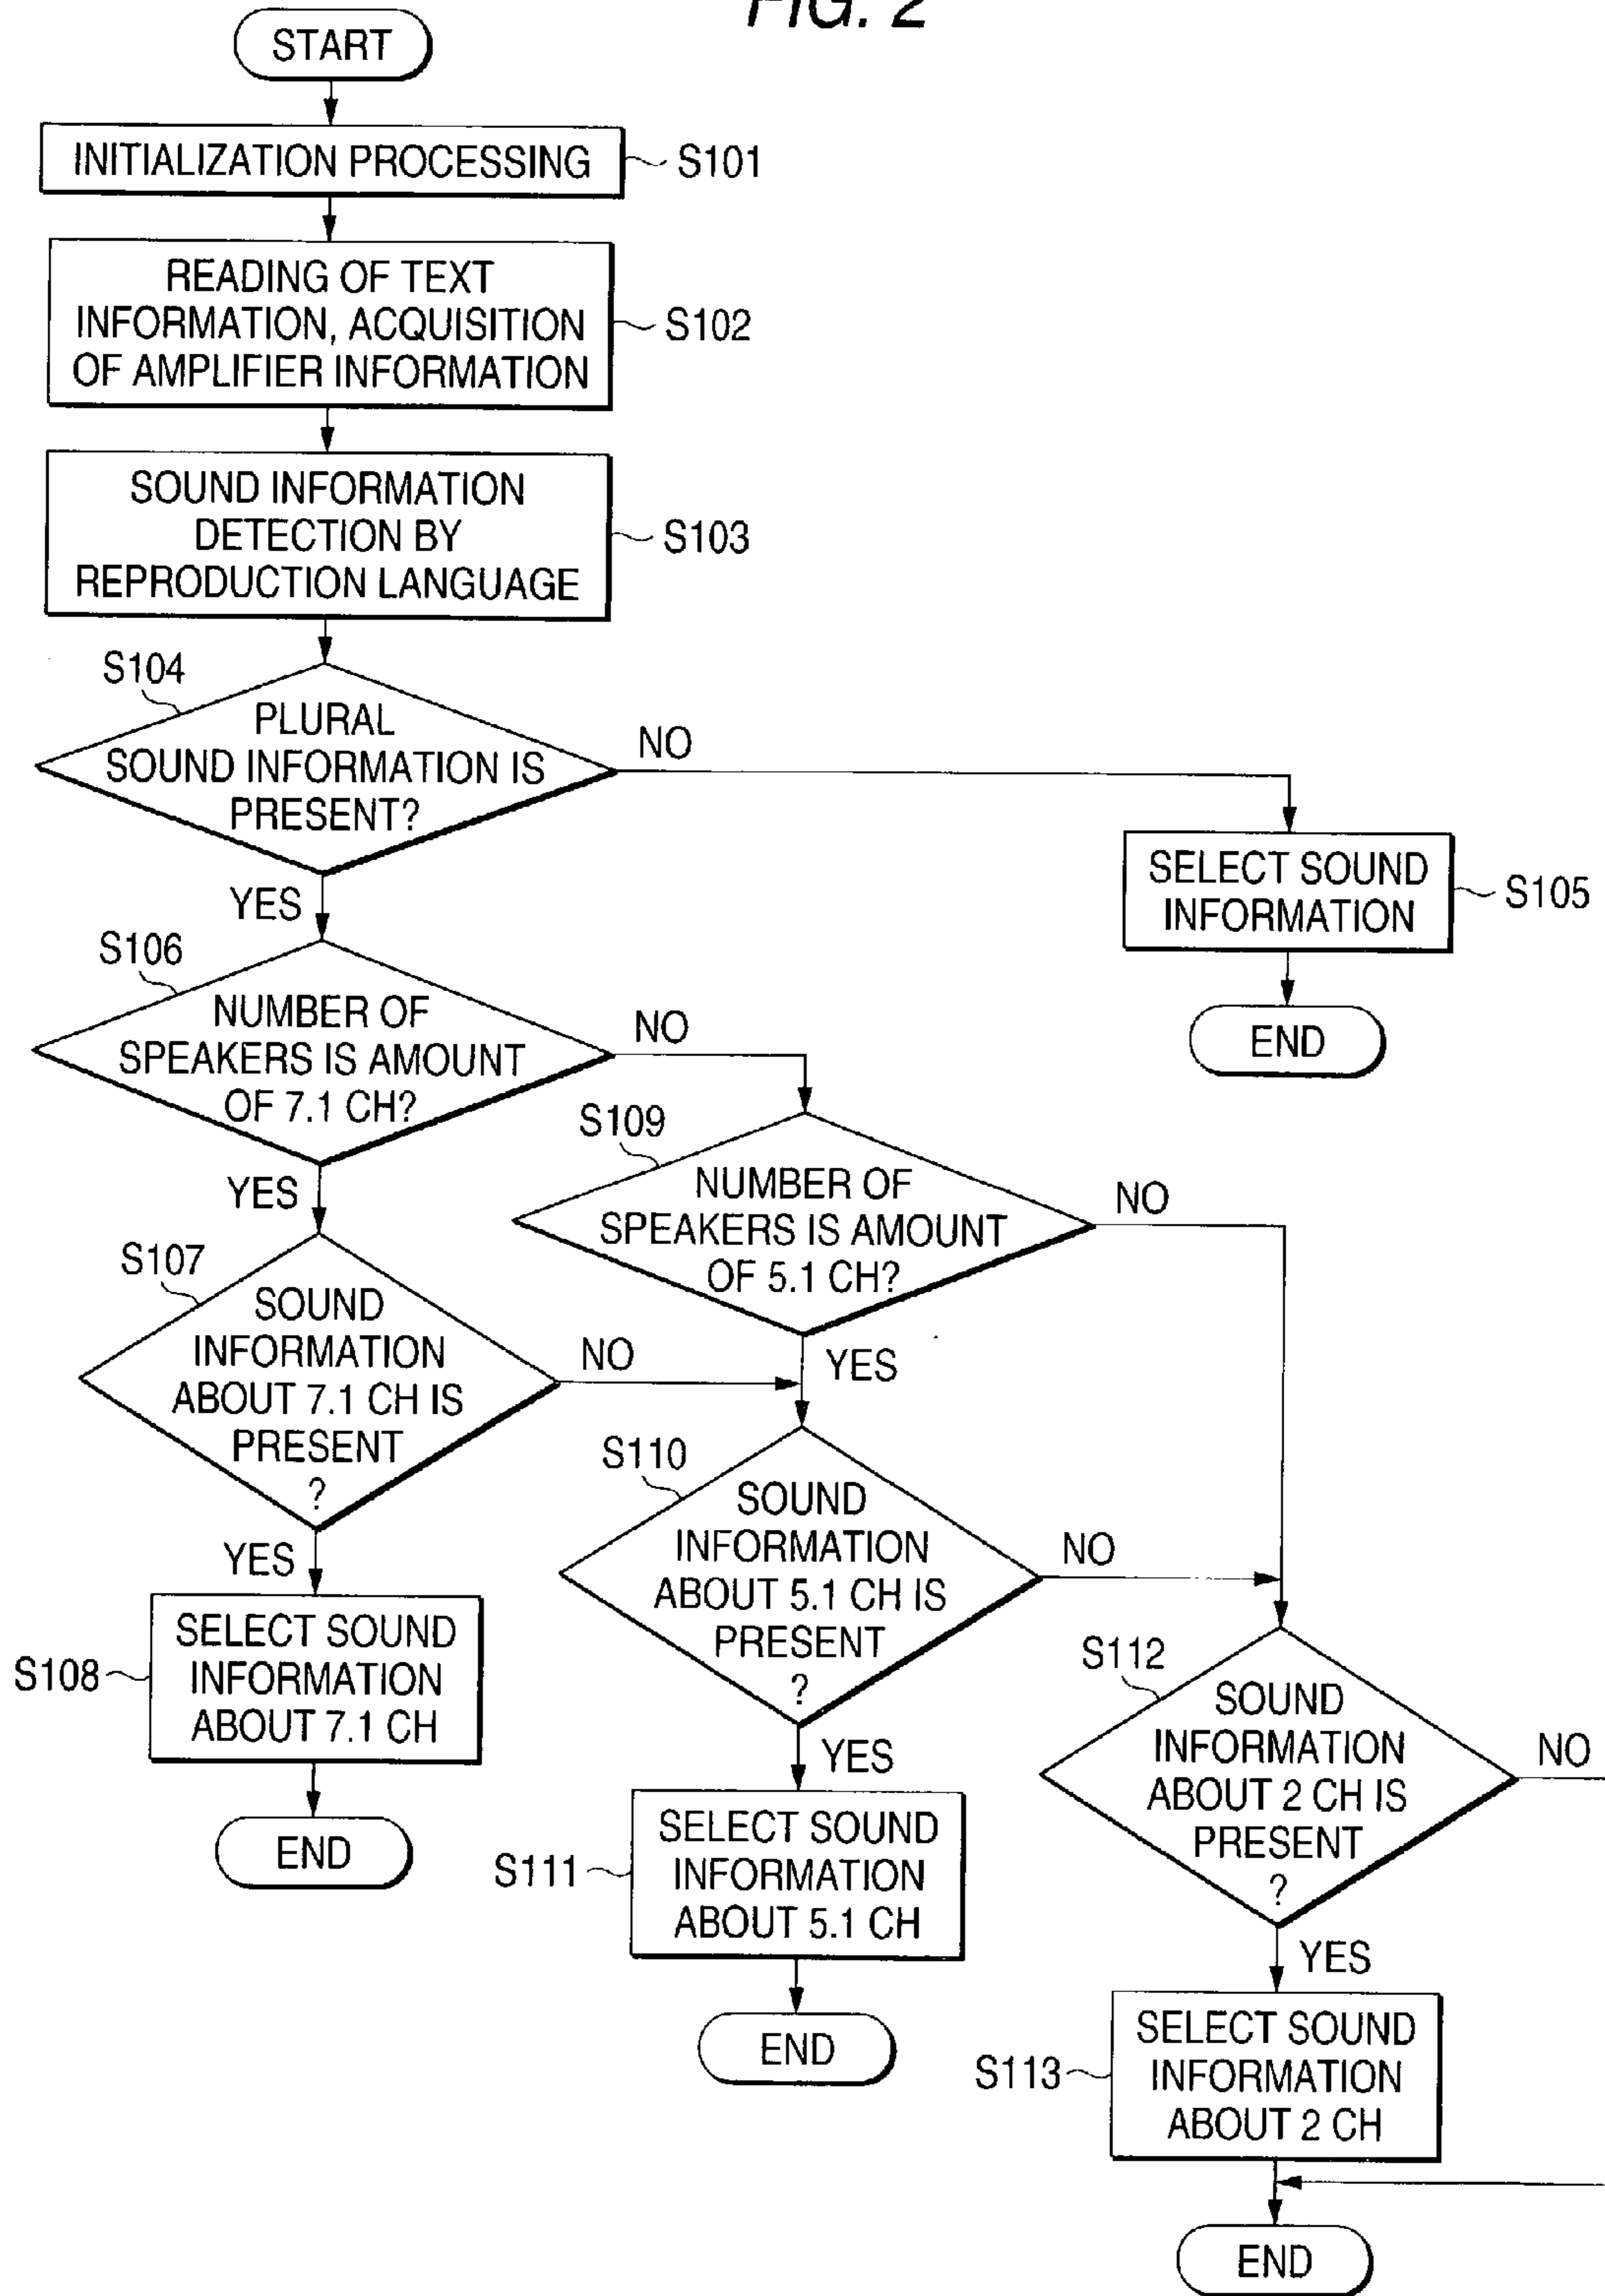 FIG. 2
START
INITIALIZATION PROCESSING
S101
READING OF TEXT
INFORMATION, ACQUISITION
OF AMPLIFIER INFORMATION
S102
SOUND INFORMATION
DETECTION BY
REPRODUCTION LANGUAGE
S103
S104
PLURAL
SOUND INFORMATION IS
PRESENT?
NO
YES
SELECT SOUND
INFORMATION
S105
END
S106
NUMBER OF
SPEAKERS IS AMOUNT
OF 7.1 CH?
NO
YES
S109
NUMBER OF
SPEAKERS IS AMOUNT
OF 5.1 CH?
NO
YES
S107
SOUND
INFORMATION
ABOUT 7.1 CH IS
PRESENT
?
NO
YES
S110
SOUND
INFORMATION
ABOUT 5.1 CH IS
PRESENT
?
NO
YES
S108
SELECT SOUND
INFORMATION
ABOUT 7.1 CH
END
S112
SOUND
INFORMATION
ABOUT 2 CH IS
PRESENT
?
NO
YES
S111
SELECT SOUND
INFORMATION
ABOUT 5.1 CH
END
S113
SELECT SOUND
INFORMATION
ABOUT 2 CH
END